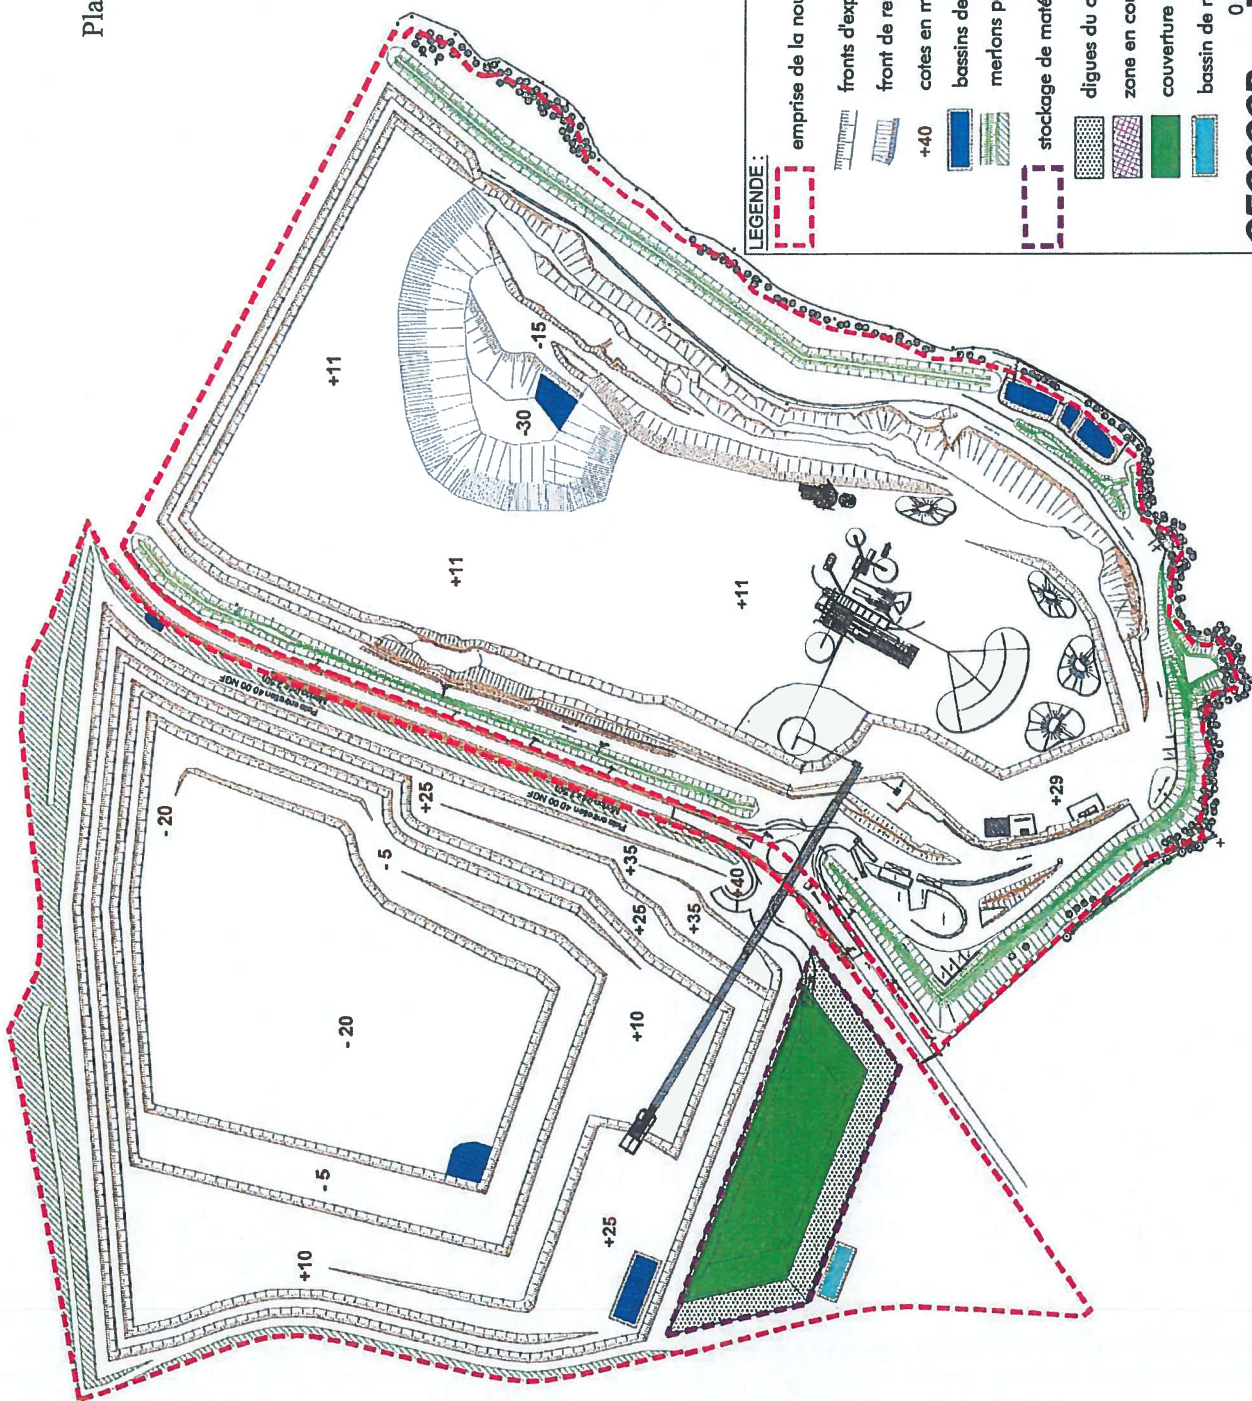 Pla
LEGENDE :
emprise de la nou
fronts d'exp
front de re
+40 cotes en m
bassins de
merlons p
stockage de maté
digues du c
zone en cou
couverture
bassin de r
0
+11
-15
-30
+11
+11
+29
- 20
+25
- 5
+35
+40
+25
+35
- 20
+10
- 5
+25
+10